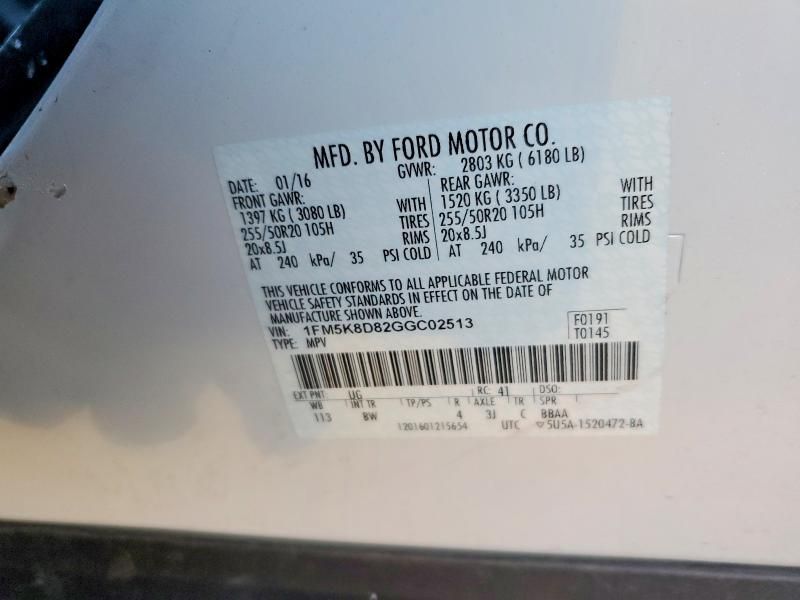 MFD. BY FORD MOTOR CO.
DATE: 01/16 GVWR: 2803 KG ( 6180 LB)
FRONT GAWR: REAR GAWR:
1397 KG ( 3080 LB) WITH 1520 KG ( 3350 LB) WITH
255/50R20 105H TIRES 255/50R20 105H TIRES
20x8.5J RIMS 20x8.5J RIMS
AT 240 kPa/ 35 PSI COLD AT 240 kPa/ 35 PSI COLD
THIS VEHICLE CONFORMS TO ALL APPLICABLE FEDERAL MOTOR
VEHICLE SAFETY STANDARDS IN EFFECT ON THE DATE OF
MANUFACTURE SHOWN ABOVE.
VIN: 1FM5K8D82GGC02513 F0191
TYPE: MPV T0145
EXT PNT: UG RC: 41 DSO:
WB INT TR TP/PS R AXLE TR SPR
113 BW 4 3J C BBAA
1201601215654 UTC ▽5U5A-1520472-BA